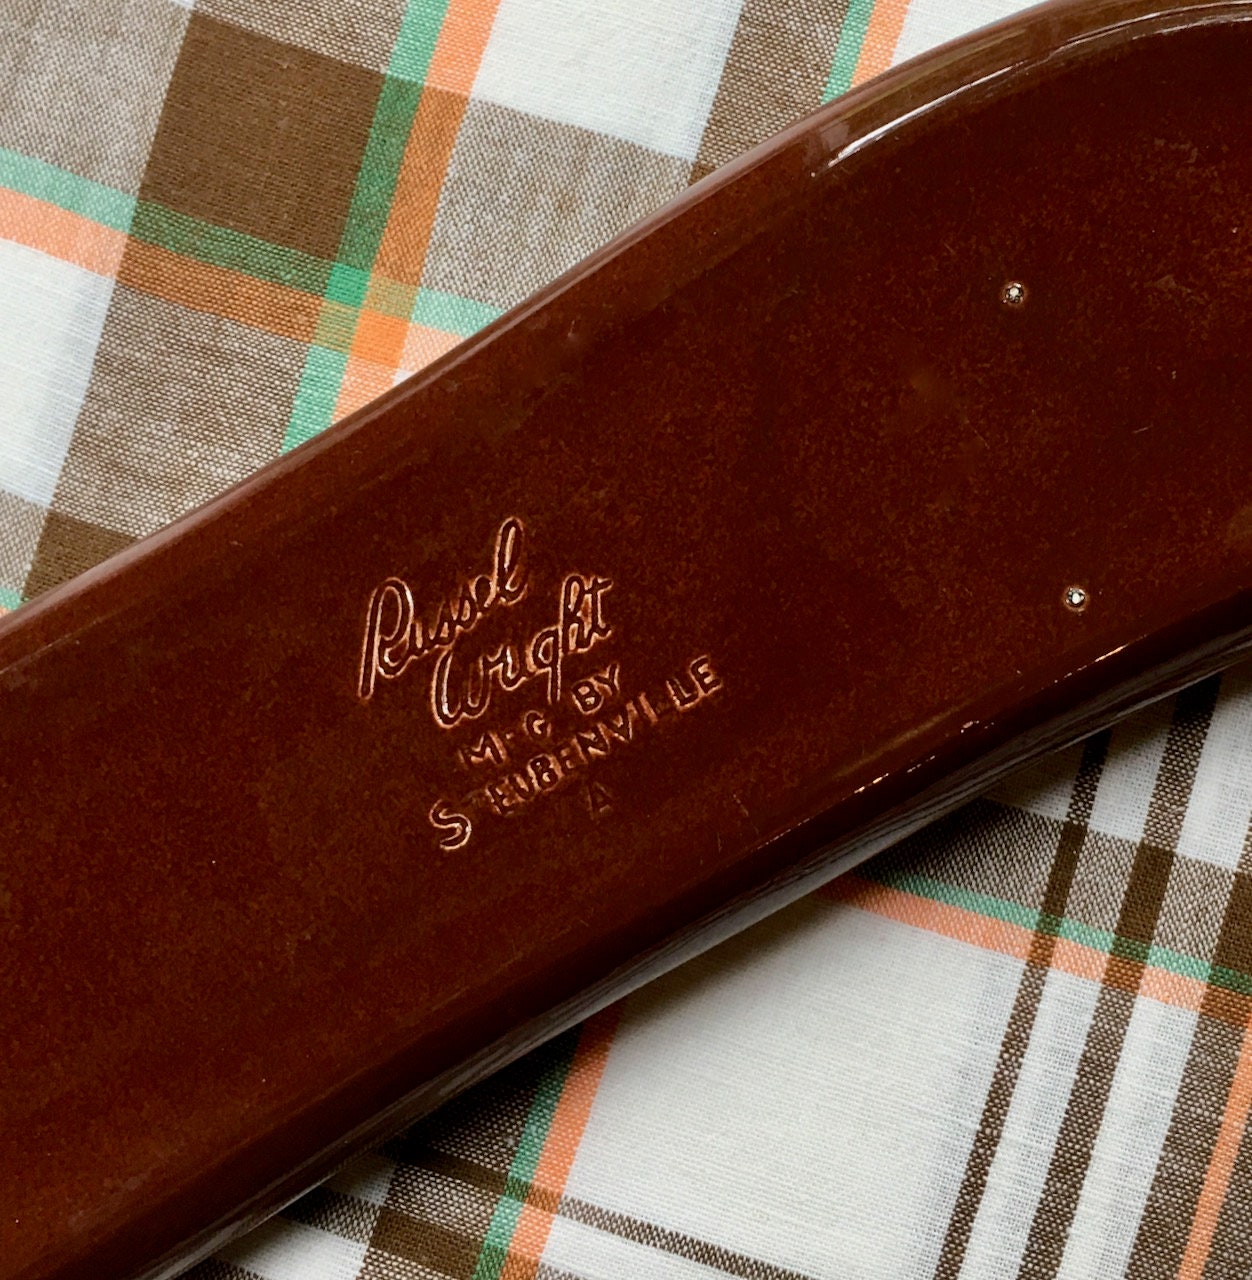 Russel
Wright
MFG BY
STEUBENVILLE
A